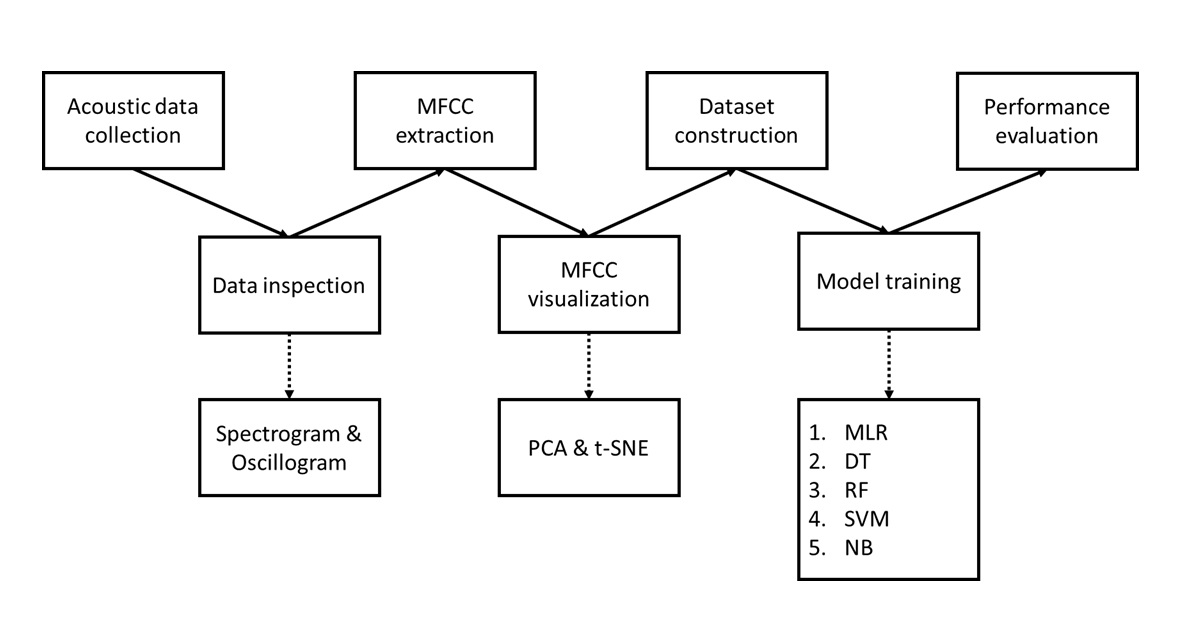 Acoustic data
collection
MFCC
extraction
Dataset
construction
Performance
evaluation
Data inspection
MFCC
visualization
Model training
Spectrogram &
Oscillogram
PCA & t-SNE
1. MLR
2. DT
3. RF
4. SVM
5. NB